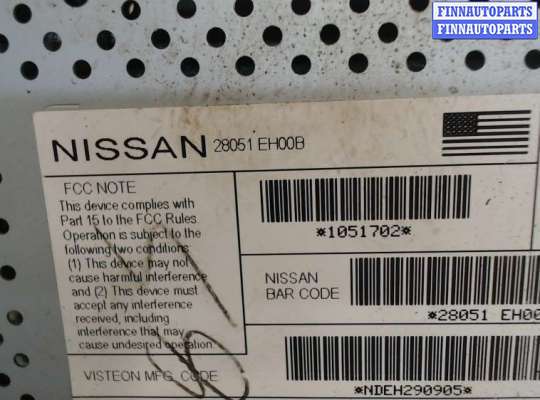 FINNAUTOPARTS
FINNAUTOPARTS
NISSAN 28051 EH00B
FCC NOTE
This device complies with
Part 15 to the FCC Rules.
Operation is subject to the
following two conditions:
(1) This device may not
cause harmful interference
and (2) This device must
accept any interference
received, including
interference that may
cause undesired operation.
*1051702*
NISSAN
BAR CODE
*28051 EH00
VISTEON MFG. CODE
*NDEH290905*